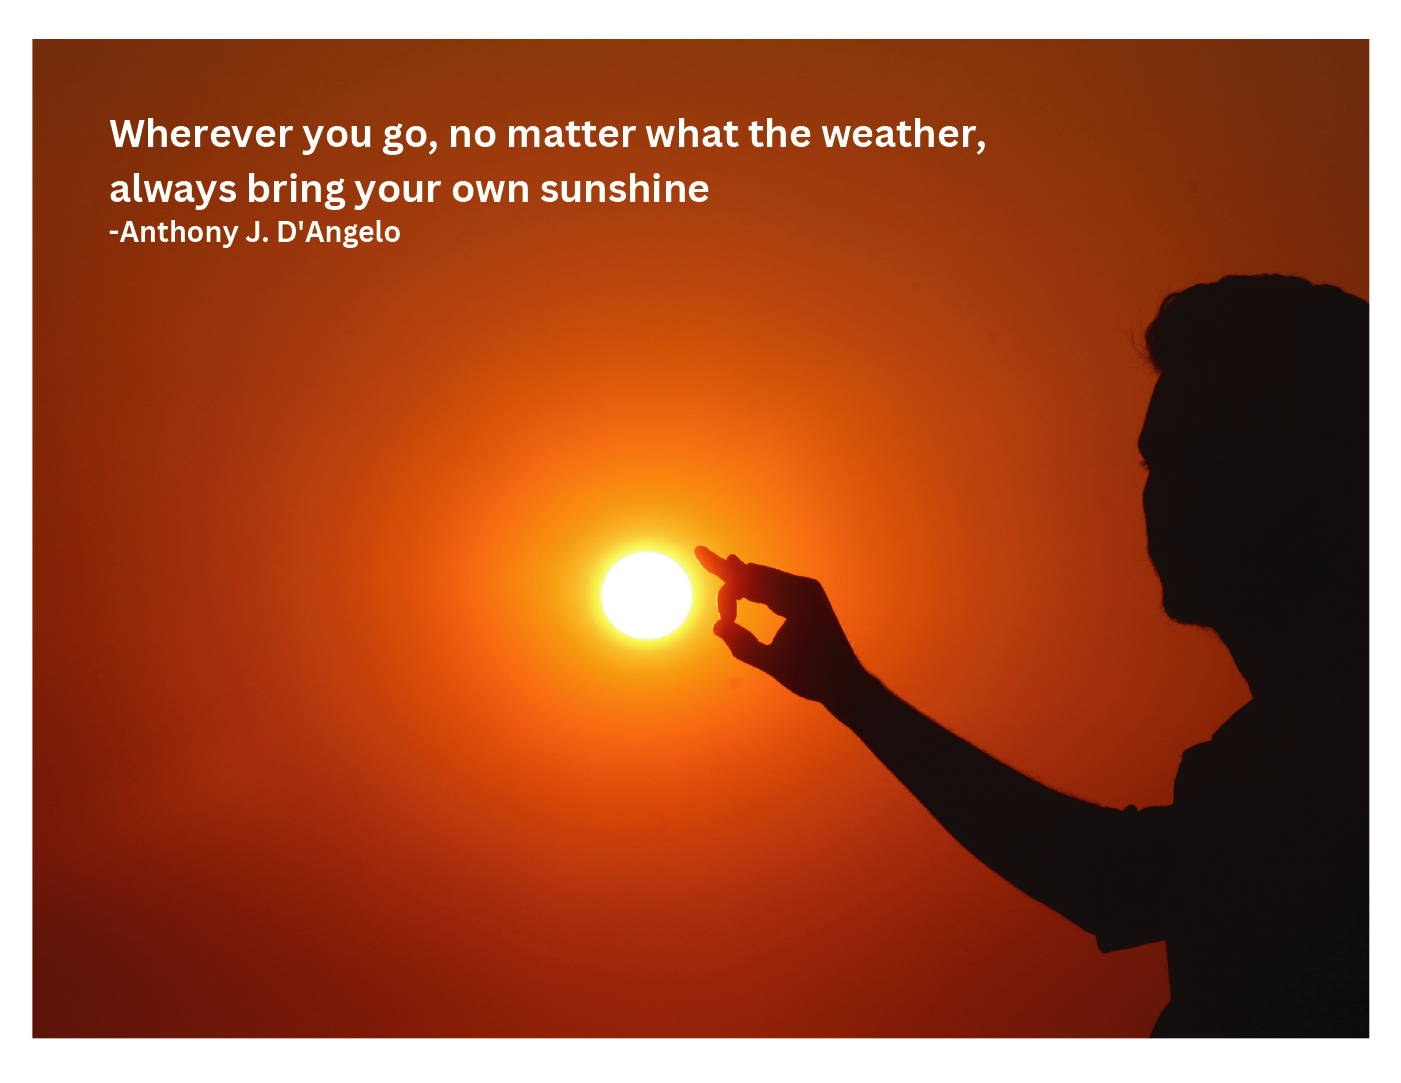 Wherever you go, no matter what the weather,
always bring your own sunshine
-Anthony J. D'Angelo